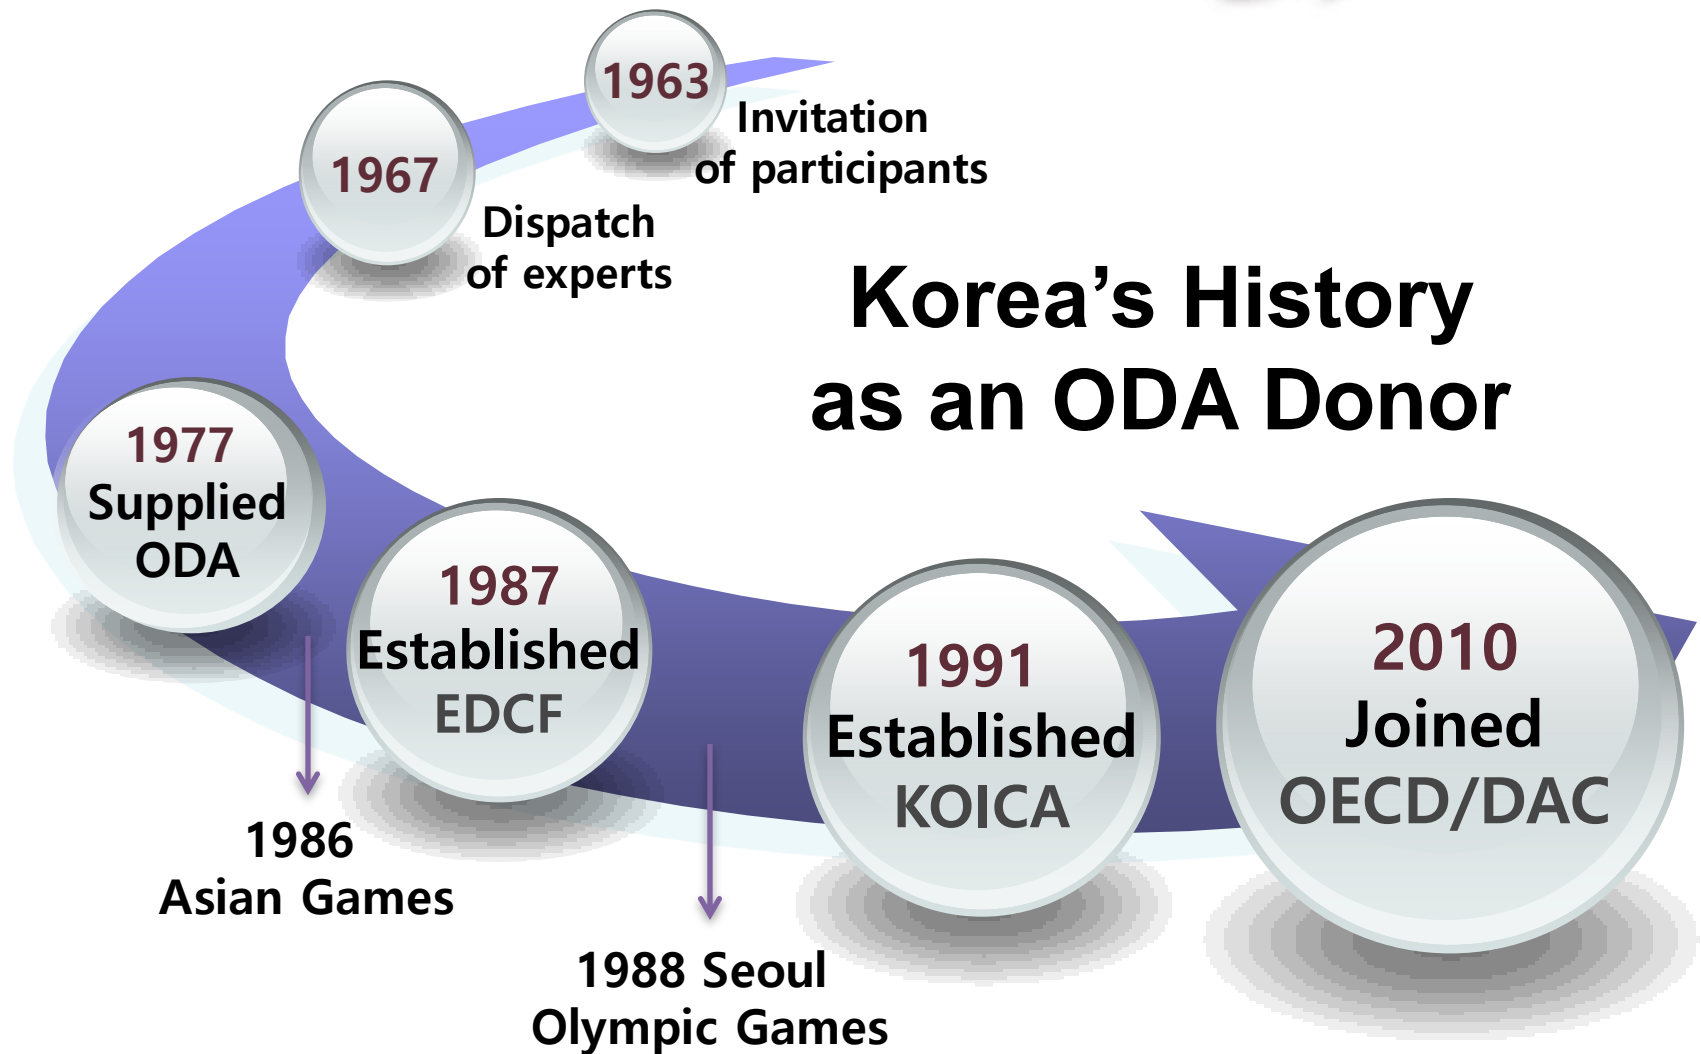 1963
Invitation
of participants
1967
Dispatch
of experts
Korea’s History
as an ODA Donor
1977
Supplied
ODA
1987
Established
EDCF
1991
Established
KOICA
2010
Joined
OECD/DAC
1986
Asian Games
1988 Seoul
Olympic Games